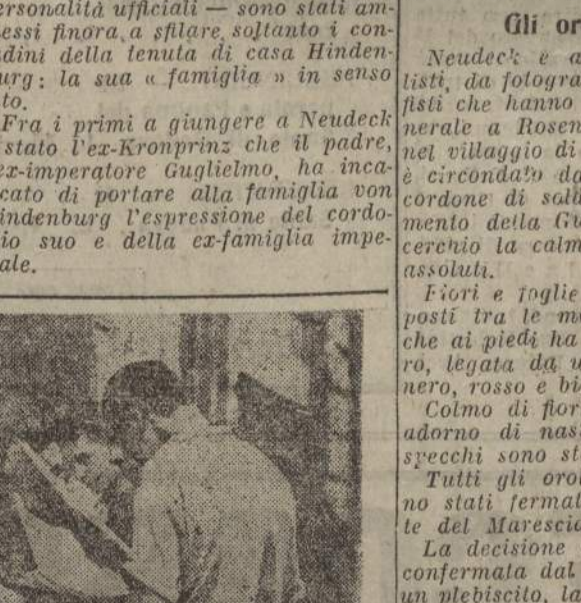 ersonalità ufficiali — sono stati am-
essi finora a sfilare soltanto i con-
dini della tenuta di casa Hinden-
urg: la sua « famiglia » in senso
to.
Fra i primi a giungere a Neudeck
stato l'ex-Kronprinz che il padre,
ex-imperatore Guglielmo, ha inca-
cato di portare alla famiglia von
indenburg l'espressione del cordo-
io suo e della ex-famiglia impe-
ale.
Gli or
Neudeck è a
listi, da fotogra
fisti che hanno
nerale a Rosen
nel villaggio di
è circondato da
cordone di sold
mento della Gu
cerchio la calm
assoluti.
Fiori e foglie
posti tra le m
che ai piedi ha
ro, legata da u
nero, rosso e bi
Colmo di fior
adorno di nas
specchi sono st
Tutti gli orol
no stati fermat
te del Maresci
La decisione
confermata dal
un plebiscito, la